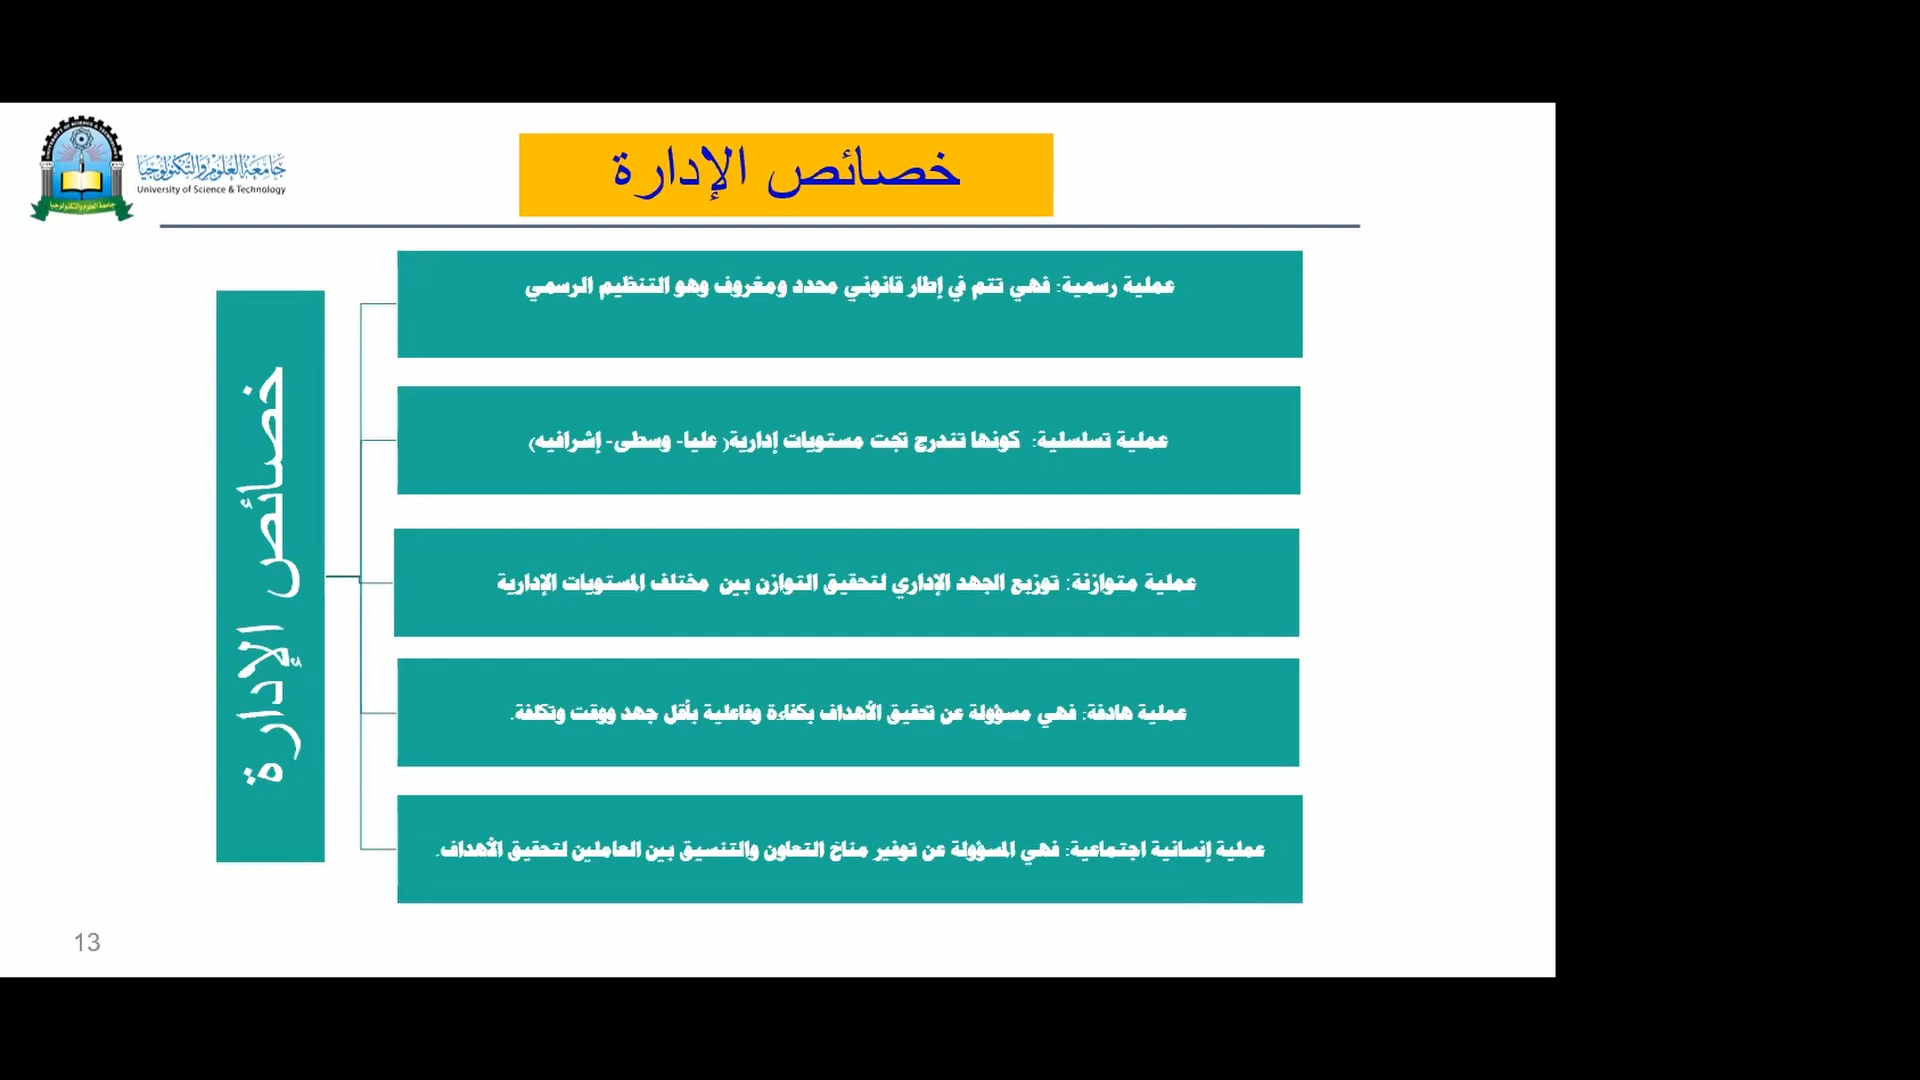 جامعة العلوم والتكنولوجيا
University of Science & Technology
خصائص الإدارة
خصائص الإدارة
عملية رسمية: فهي تتم في إطار قانوني محدد ومعروف وهو التنظيم الرسمي
عملية تسلسلية: كونها تندرج تجت مستويات إدارية( عليا- وسطى- إشرافيه)
عملية متوازنة: توزيع الجهد الإداري لتحقيق التوازن بين مختلف المستويات الإدارية
عملية هادفة: فهي مسؤولة عن تحقيق الأهداف بكفاءة وفاعلية بأقل جهد ووقت وتكلفة.
عملية إنسانية اجتماعية: فهي المسؤولة عن توفير مناخ التعاون والتنسيق بين العاملين لتحقيق الأهداف.
13